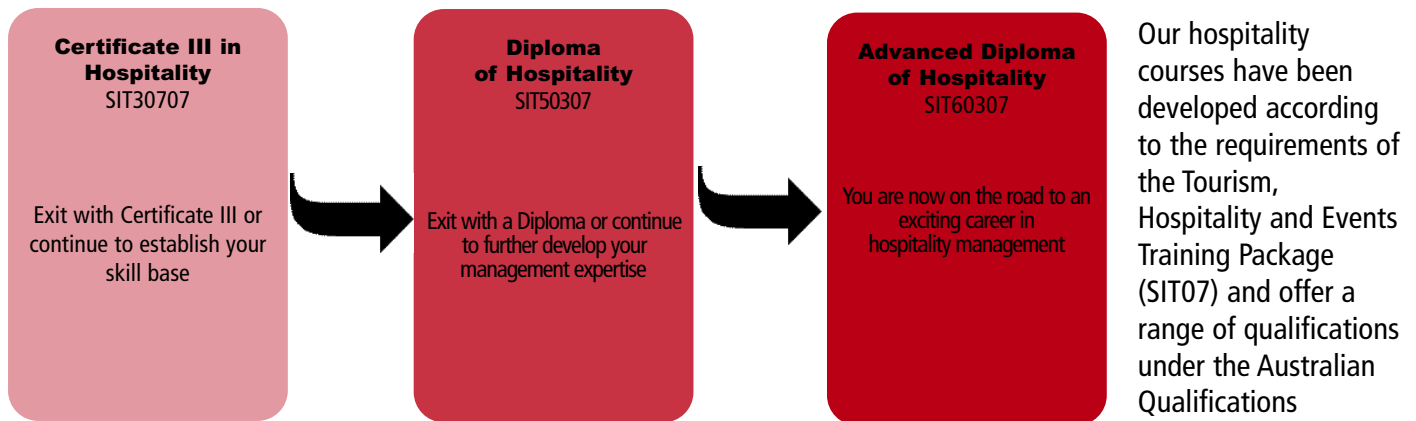 Certificate III in
Hospitality
SIT30707
Exit with Certificate III or
continue to establish your
skill base
Diploma
of Hospitality
SIT50307
Exit with a Diploma or continue
to further develop your
management expertise
Advanced Diploma
of Hospitality
SIT60307
You are now on the road to an
exciting career in
hospitality management
Our hospitality
courses have been
developed according
to the requirements of
the Tourism,
Hospitality and Events
Training Package
(SIT07) and offer a
range of qualifications
under the Australian
Qualifications